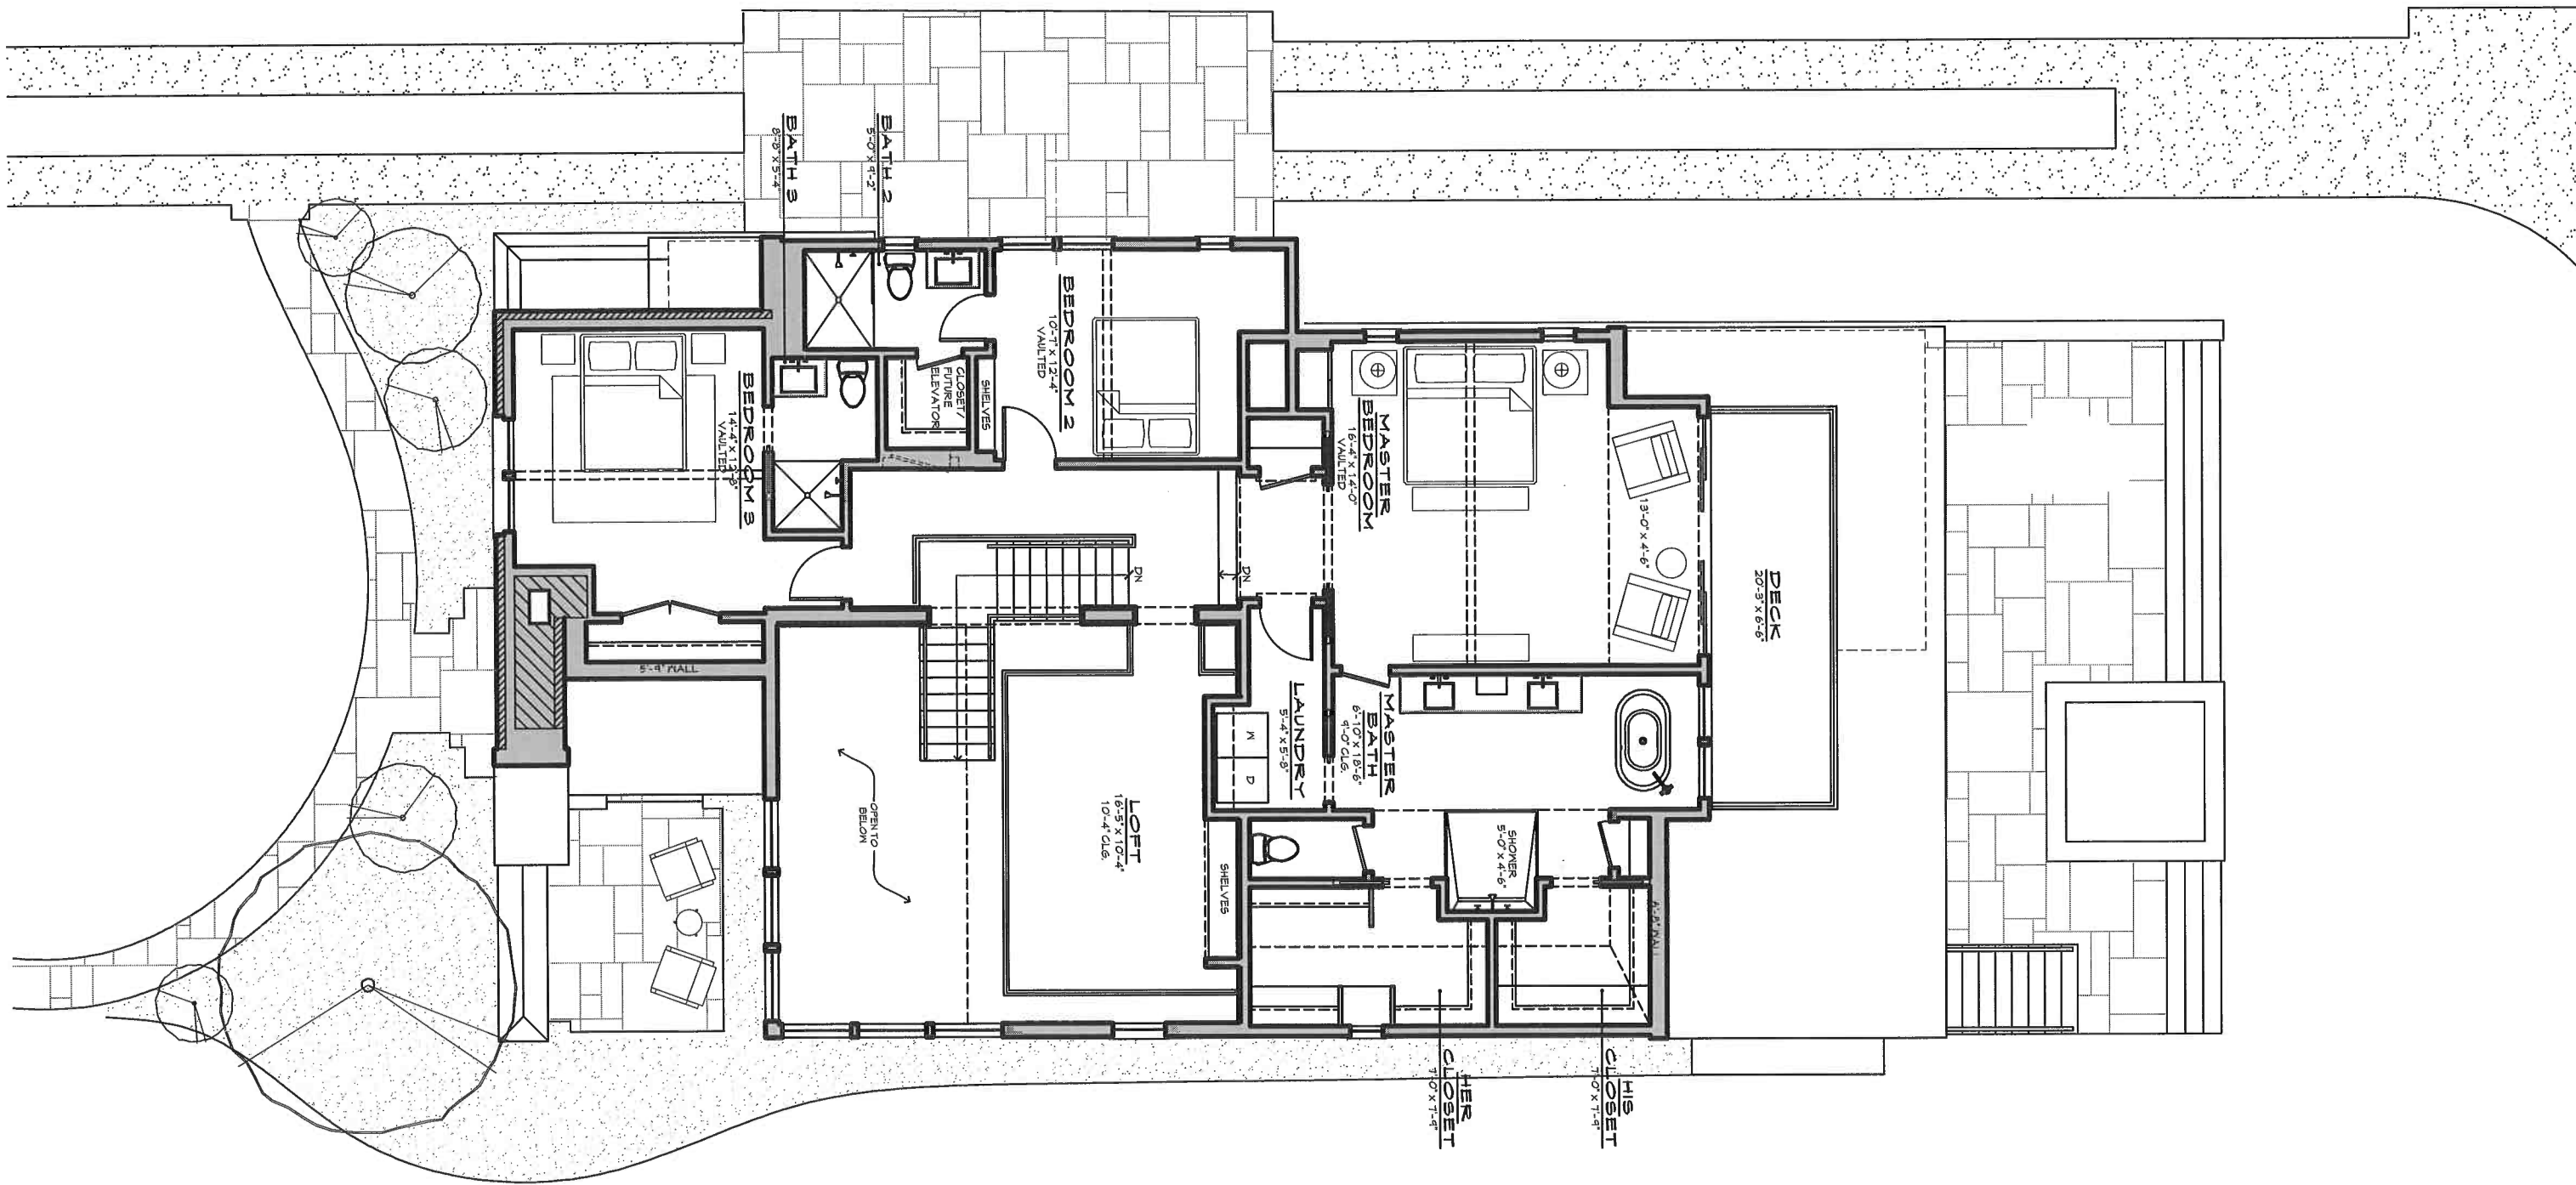 BATH 3
8'-8" X 5'-4"
BATH 2
5'-0" X 9'-2"
BEDROOM 2
10'-7" X 12'-4"
VAULTED
CLOSET/
FUTURE
ELEVATOR
SHELVES
BEDROOM 3
14'-4" X 12'-8"
VAULTED
MASTER
BEDROOM
16'-4" X 14'-0"
VAULTED
13'-0" X 4'-6"
DECK
20'-3" X 6'-6"
DN
DN
5'-9" WALL
LAUNDRY
5'-4" X 5'-8"
W
D
MASTER
BATH
6'-10" X 18'-6"
9'-0" CLG.
OPEN TO
BELOW
LOFT
16'-5" X 10'-4"
10'-4" CLG.
SHELVES
SHOWER
5'-0" X 4'-6"
WALL
HER
CLOSET
7'-0" X 7'-9"
HIS
CLOSET
7'-0" X 7'-9"